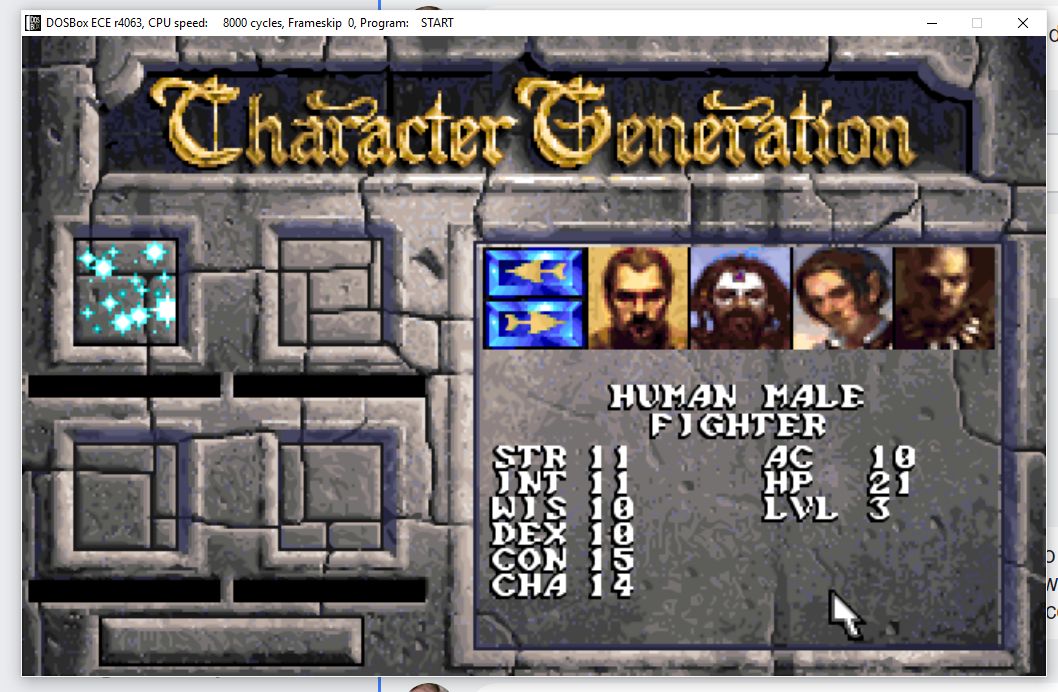 DOSBox ECE r4063, CPU speed: 8000 cycles, Frameskip 0, Program: START
Character Generation
HUMAN MALE
FIGHTER
STR 11 AC 10
INT 11 HP 21
WIS 10 LVL 3
DEX 10
CON 15
CHA 14